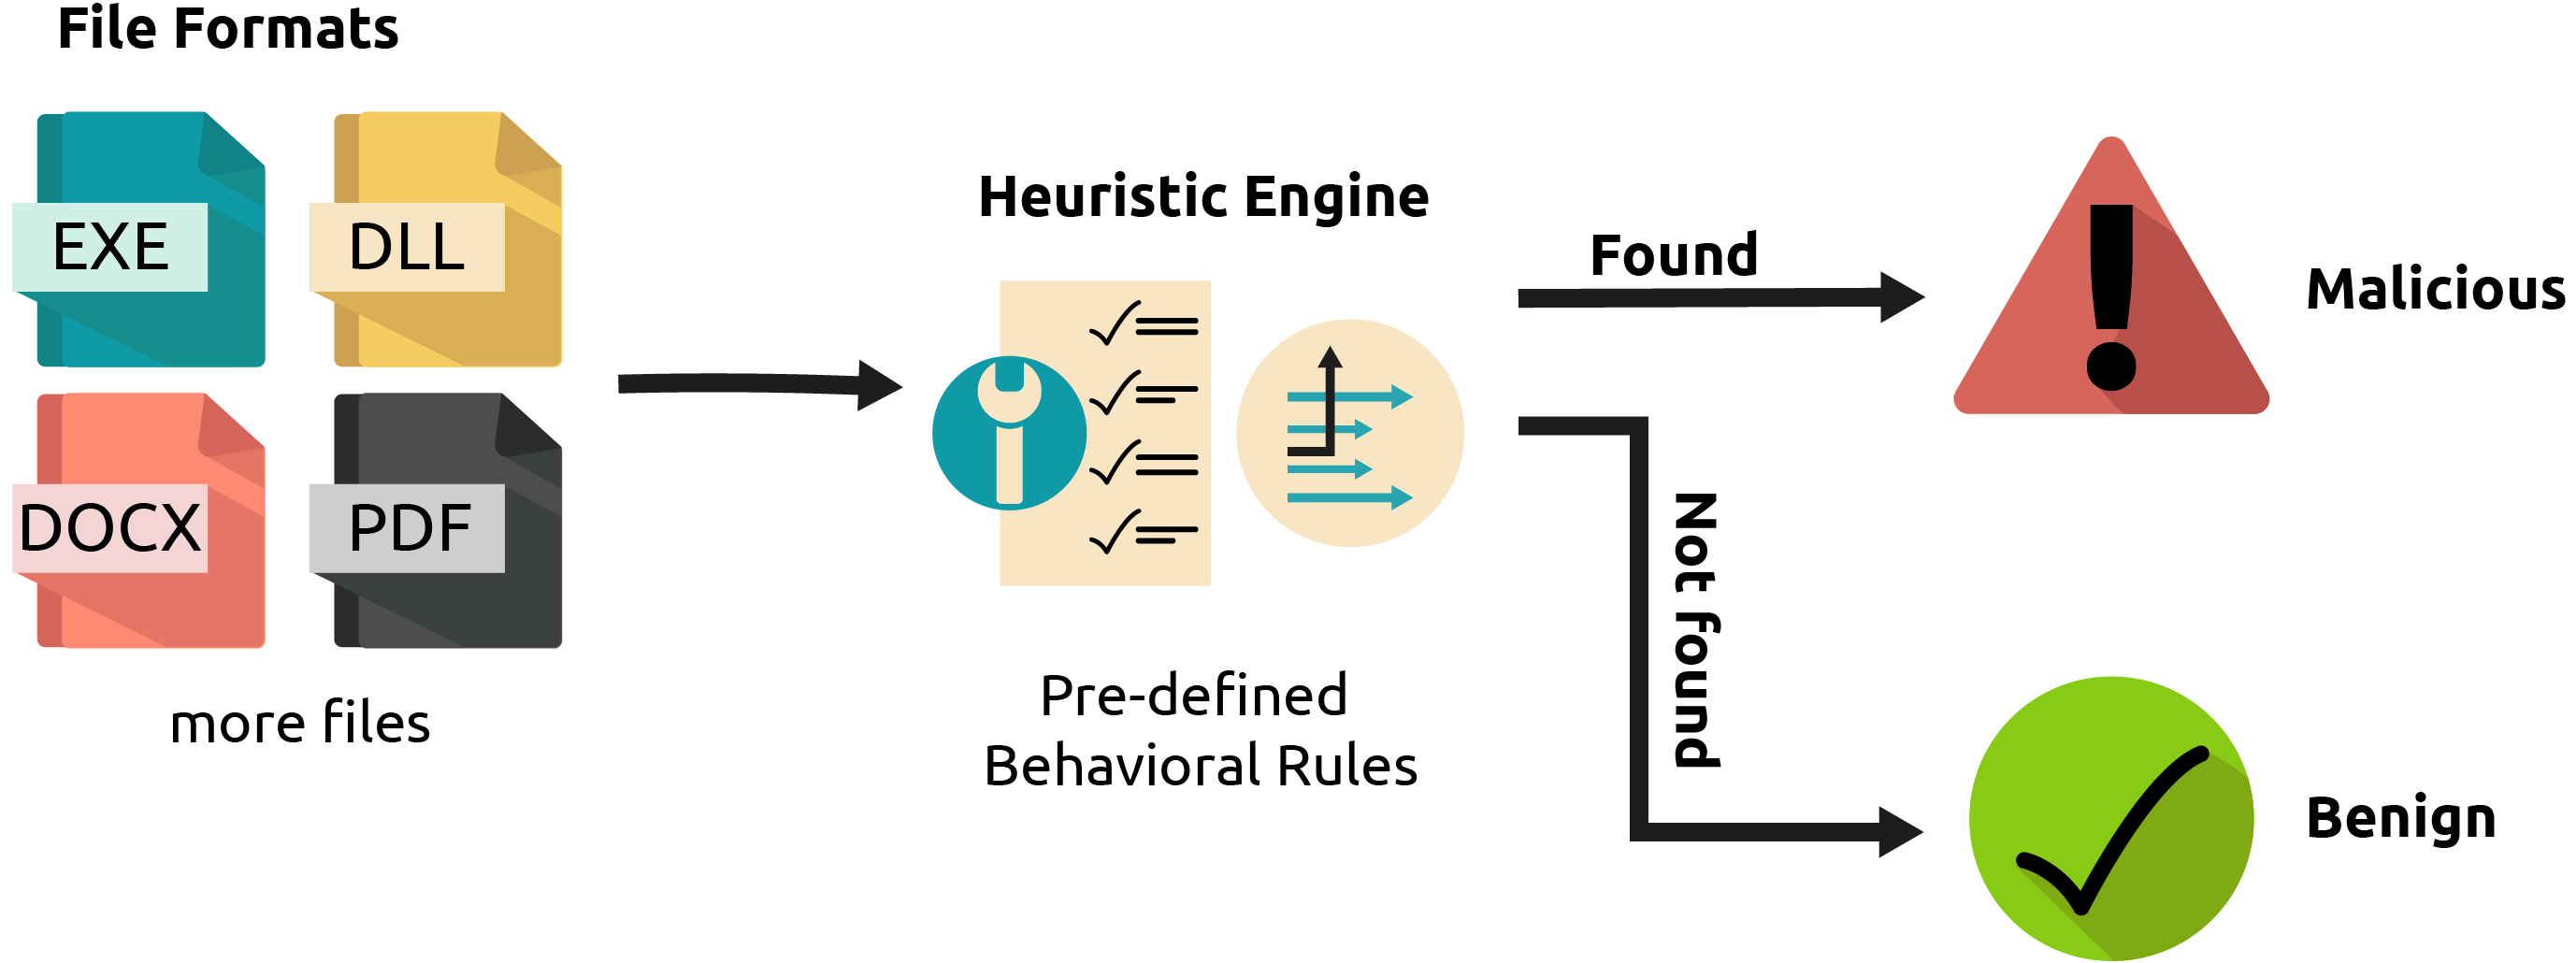 File Formats
EXE
DLL
DOCX
PDF
more files
Heuristic Engine
Pre-defined
Behavioral Rules
Found
Not found
Malicious
Benign